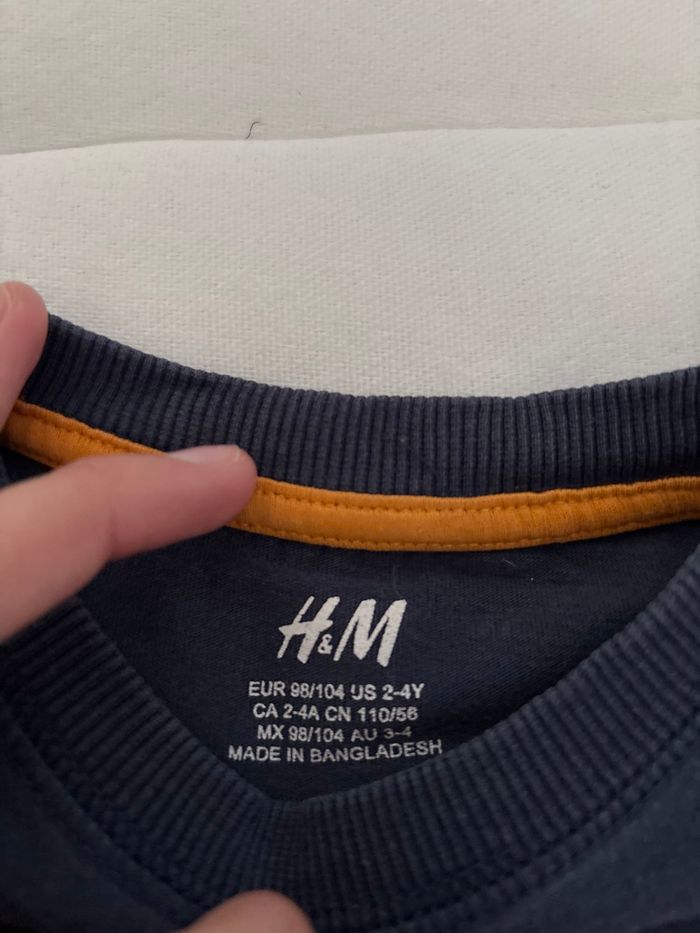 H&M
EUR 98/104 US 2-4Y
CA 2-4A CN 110/56
MX 98/104 AU 3-4
MADE IN BANGLADESH